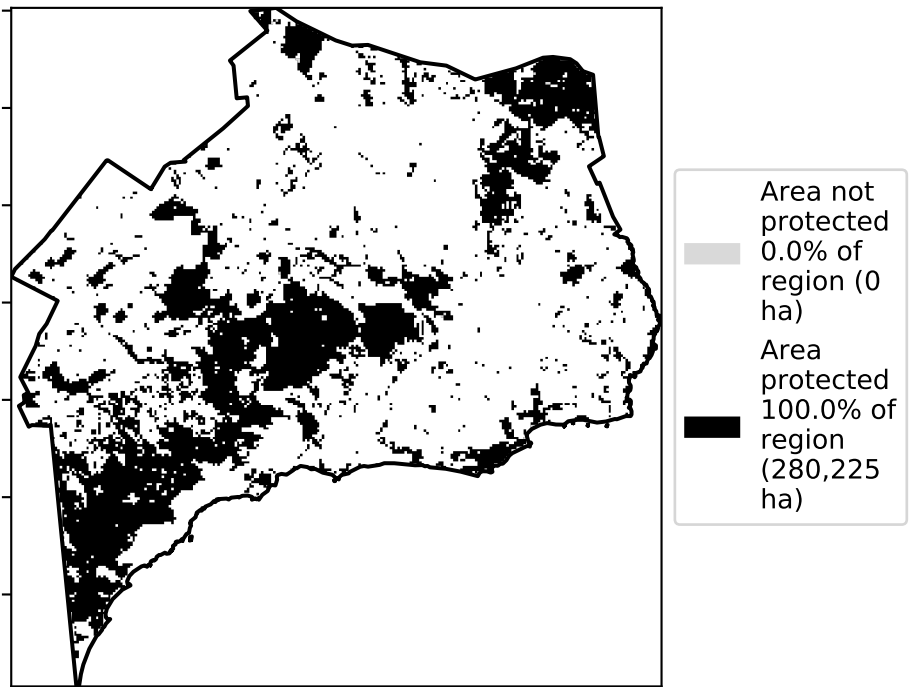 Area not
protected
0.0% of
region (0
ha)
Area
protected
100.0% of
region
(280,225
ha)